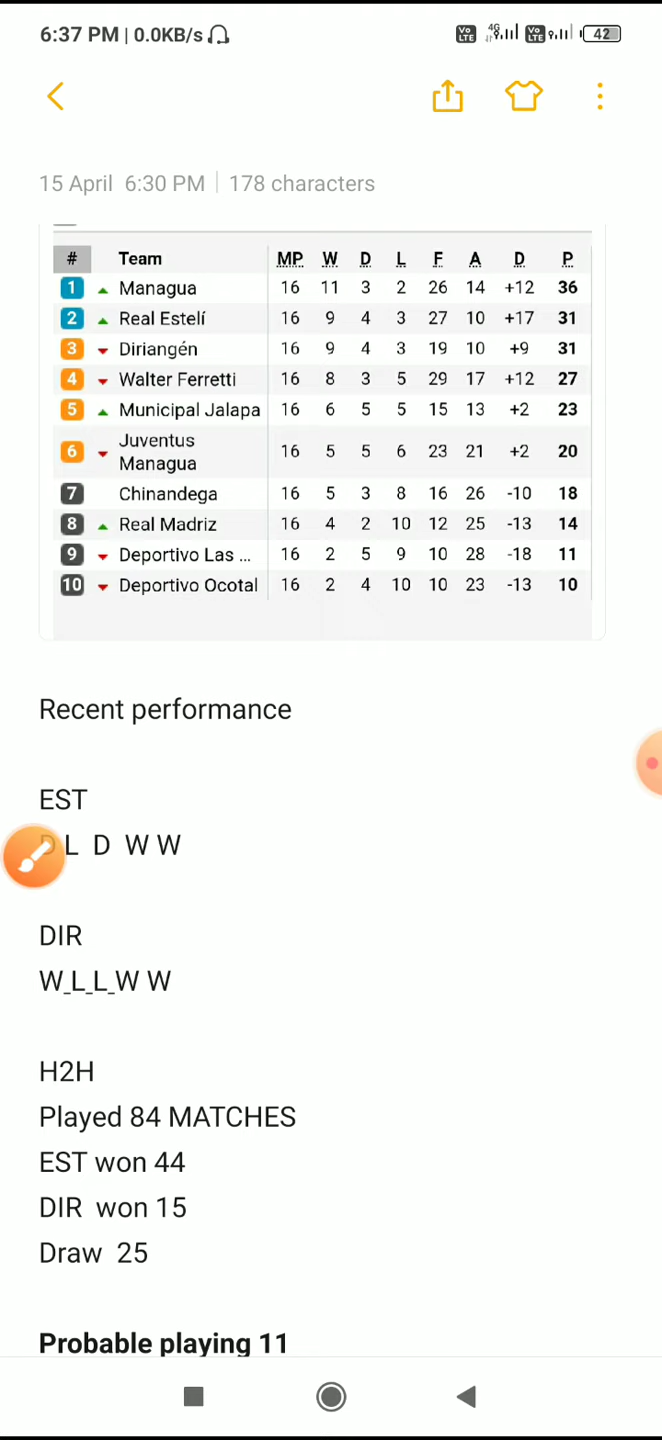 6:37 PM | 0.0KB/s
Vo LTE 4G Vo LTE 42
15 April 6:30 PM | 178 characters
# Team MP W D L F A D P
1 Managua 16 11 3 2 26 14 +12 36
2 Real Estelí 16 9 4 3 27 10 +17 31
3 Diriangén 16 9 4 3 19 10 +9 31
4 Walter Ferretti 16 8 3 5 29 17 +12 27
5 Municipal Jalapa 16 6 5 5 15 13 +2 23
6 Juventus Managua 16 5 5 6 23 21 +2 20
7 Chinandega 16 5 3 8 16 26 -10 18
8 Real Madriz 16 4 2 10 12 25 -13 14
9 Deportivo Las ... 16 2 5 9 10 28 -18 11
10 Deportivo Ocotal 16 2 4 10 10 23 -13 10
Recent performance
EST
D L D W W
DIR
W_L_L_W W
H2H
Played 84 MATCHES
EST won 44
DIR won 15
Draw 25
Probable playing 11